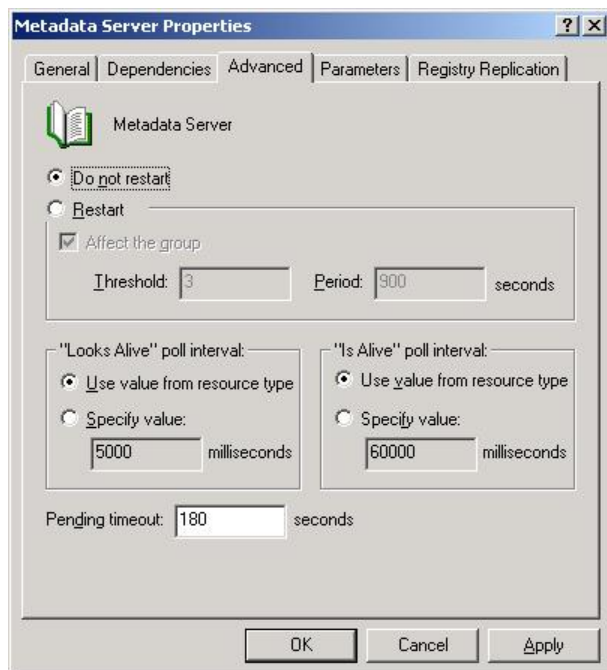 Metadata Server Properties
General Dependencies Advanced Parameters Registry Replication
Metadata Server
Do not restart
Restart
Affect the group
Threshold: 3 Period: 900 seconds
"Looks Alive" poll interval: "Is Alive" poll interval:
Use value from resource type Use value from resource type
Specify value: Specify value:
5000 milliseconds 60000 milliseconds
Pending timeout: 180 seconds
OK Cancel Apply